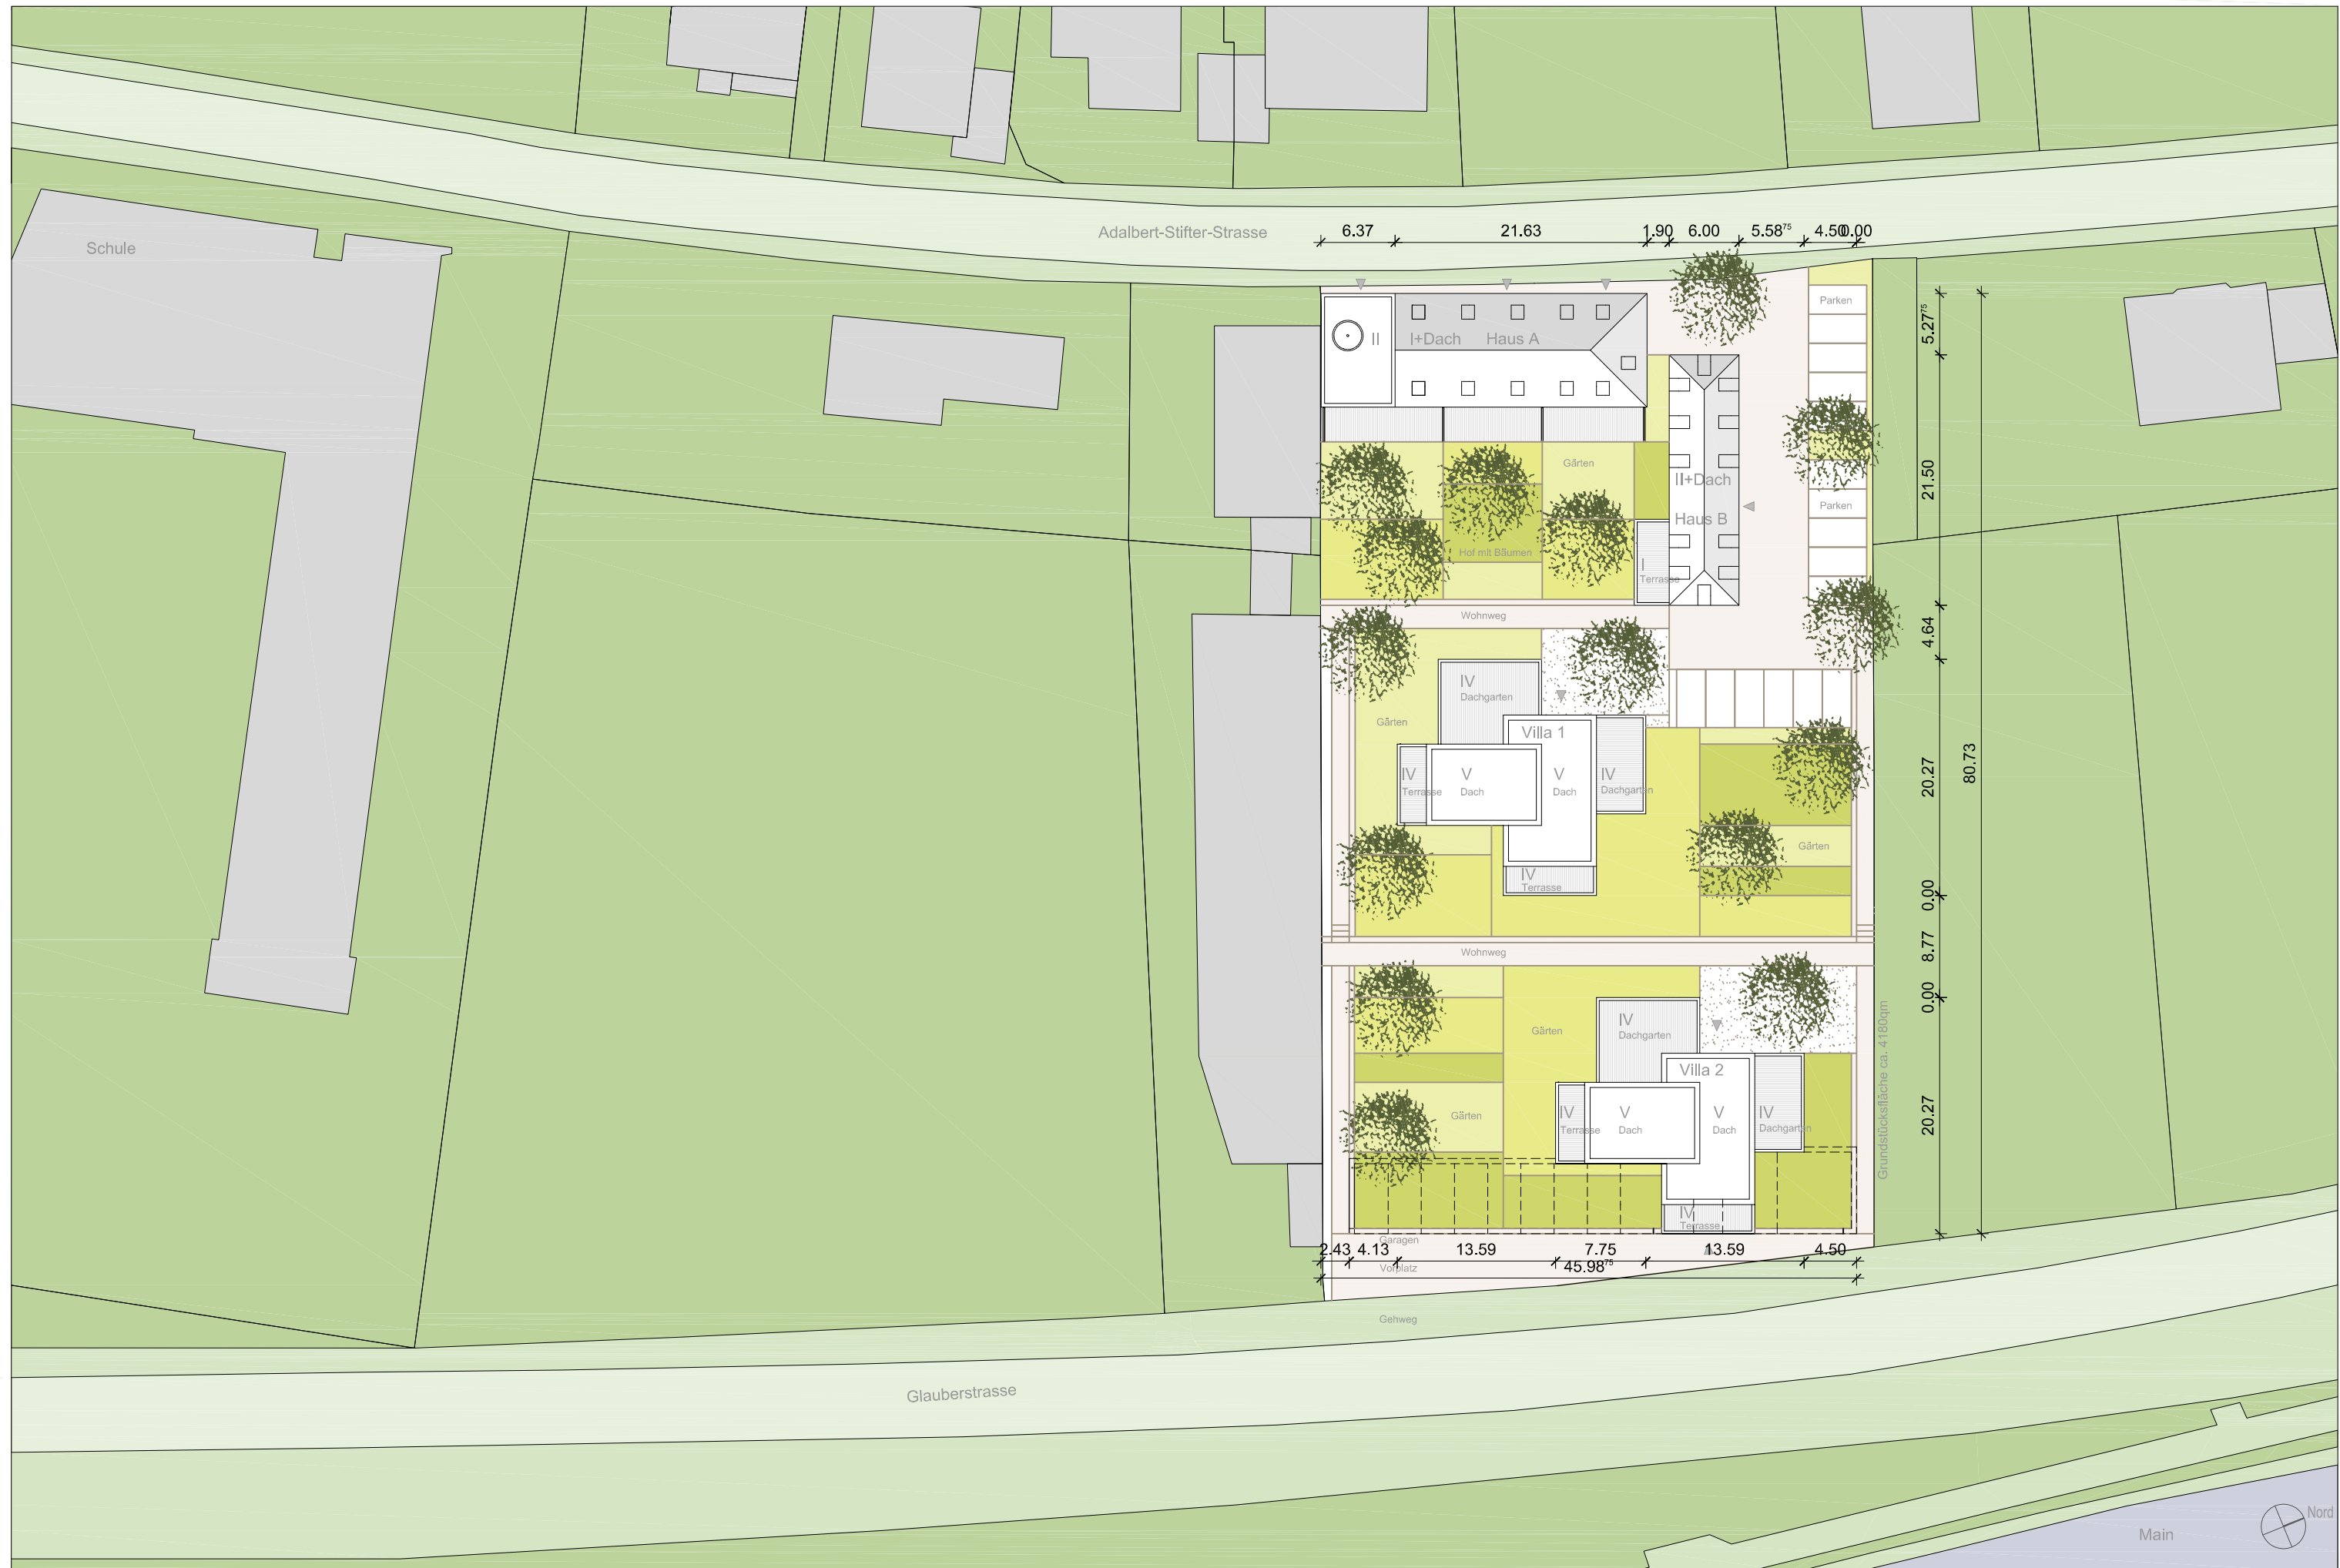 Schule
Adalbert-Stifter-Strasse
6.37
21.63
1.90
6.00
5.58⁷⁵
4.50
0.00
Parken
II
I+Dach
Haus A
5.27⁷⁵
Gärten
II+Dach
21.50
Parken
Haus B
Hof mit Bäumen
I
Terrasse
Wohnweg
4.64
IV
Dachgarten
Gärten
Villa 1
IV
Terrasse
V
Dach
V
Dach
IV
Dachgarten
20.27
80.73
Gärten
IV
Terrasse
0.00
8.77
Wohnweg
0.00
IV
Dachgarten
Gärten
Villa 2
Grundstücksfläche ca. 4180qm
Gärten
IV
Terrasse
V
Dach
V
Dach
IV
Dachgarten
20.27
IV
Terrasse
Garagen
2.43
4.13
13.59
7.75
13.59
4.50
Vorplatz
45.98⁷⁵
Gehweg
Glauberstrasse
Main
Nord